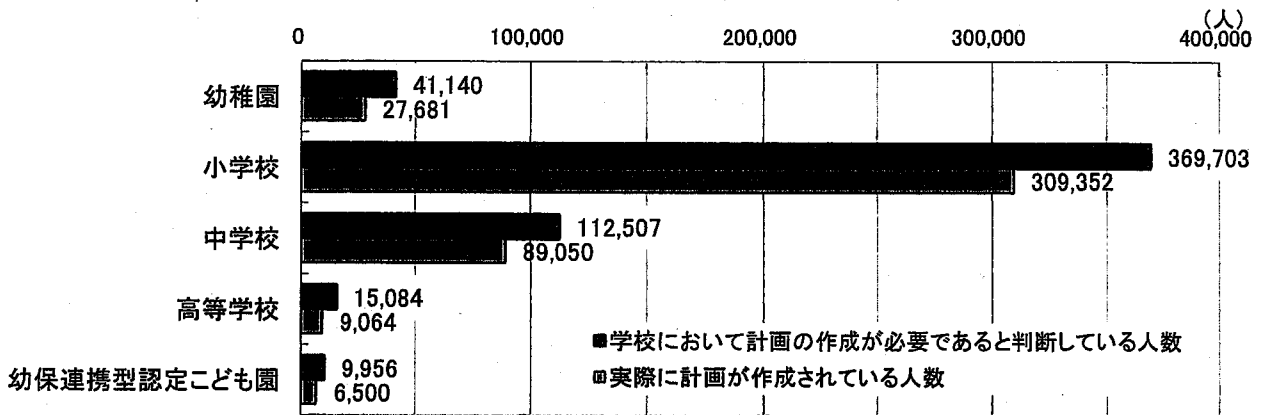 (人)
0 100,000 200,000 300,000 400,000
幼稚園 41,140
27,681
小学校 369,703
309,352
中学校 112,507
89,050
高等学校 15,084
9,064
■学校において計画の作成が必要であると判断している人数
幼保連携型認定こども園 9,956
6,500
■実際に計画が作成されている人数